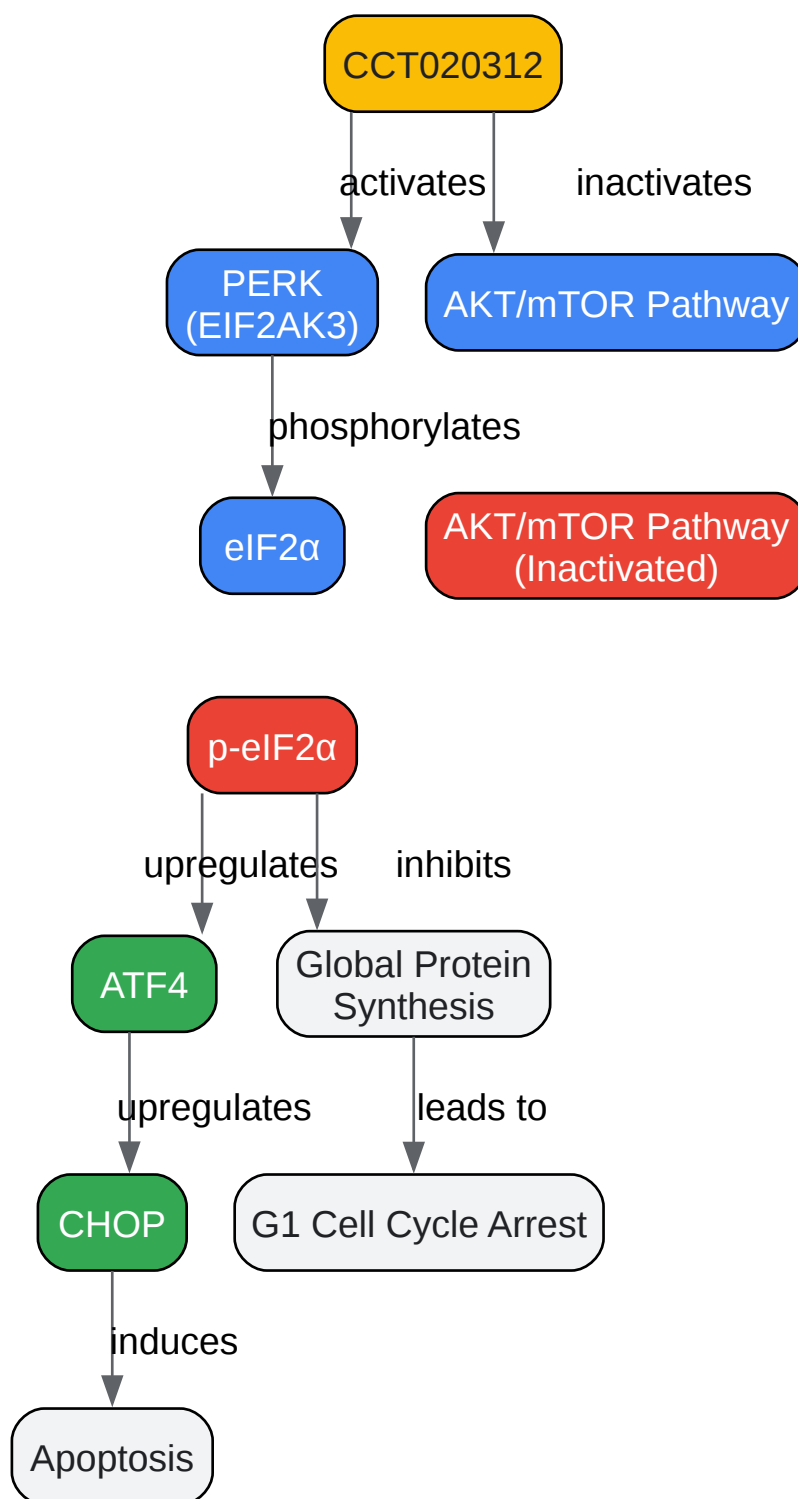 CCT020312
activates
inactivates
PERK
(EIF2AK3)
AKT/mTOR Pathway
phosphorylates
eIF2α
AKT/mTOR Pathway
(Inactivated)
p-eIF2α
upregulates
inhibits
ATF4
Global Protein
Synthesis
upregulates
leads to
CHOP
G1 Cell Cycle Arrest
induces
Apoptosis